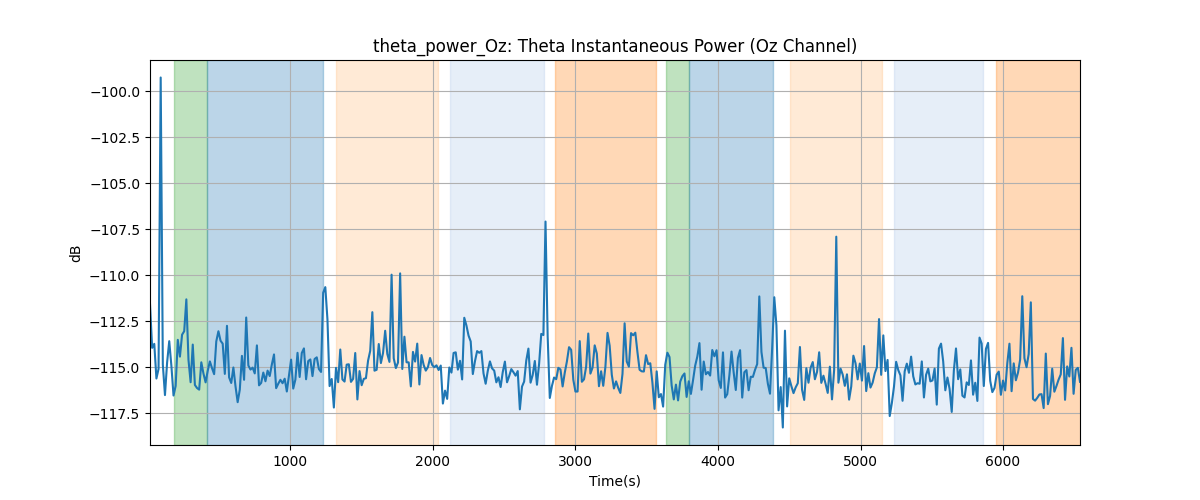 theta_power_Oz: Theta Instantaneous Power (Oz Channel)
−100.0
−102.5
−105.0
−107.5
−110.0
−112.5
−115.0
−117.5
dB
1000 2000 3000 4000 5000 6000
Time(s)